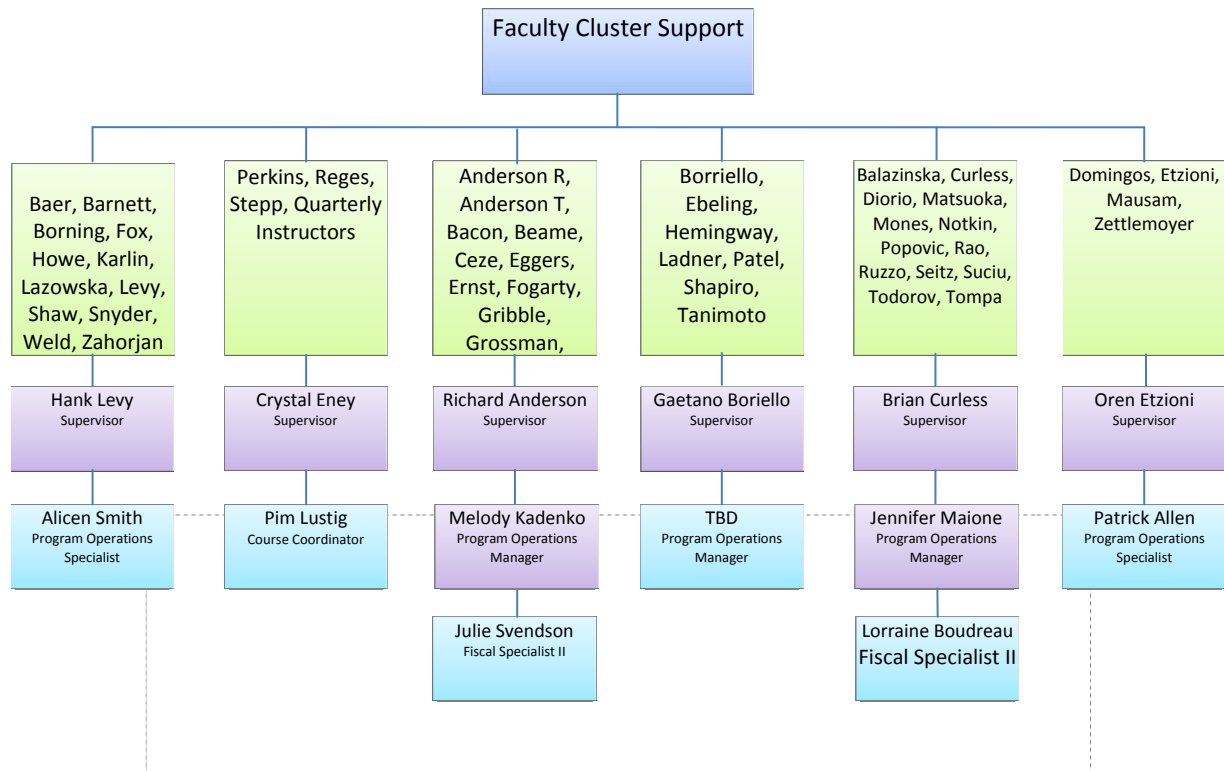 Faculty Cluster Support
Baer, Barnett,
Borning, Fox,
Howe, Karlin,
Lazowska, Levy,
Shaw, Snyder,
Weld, Zahorjan
Perkins, Reges,
Stepp, Quarterly
Instructors
Anderson R,
Anderson T,
Bacon, Beame,
Ceze, Eggers,
Ernst, Fogarty,
Gribble,
Grossman,
Borriello,
Ebeling,
Hemingway,
Ladner, Patel,
Shapiro,
Tanimoto
Balazinska, Curless,
Diorio, Matsuoka,
Mones, Notkin,
Popovic, Rao,
Ruzzo, Seitz, Suciu,
Todorov, Tompa
Domingos, Etzioni,
Mausam,
Zettlemoyer
Hank Levy
Supervisor
Crystal Eney
Supervisor
Richard Anderson
Supervisor
Gaetano Boriello
Supervisor
Brian Curless
Supervisor
Oren Etzioni
Supervisor
Alicen Smith
Program Operations
Specialist
Pim Lustig
Course Coordinator
Melody Kadenko
Program Operations
Manager
TBD
Program Operations
Manager
Jennifer Maione
Program Operations
Manager
Patrick Allen
Program Operations
Specialist
Julie Svendson
Fiscal Specialist II
Lorraine Boudreau
Fiscal Specialist II